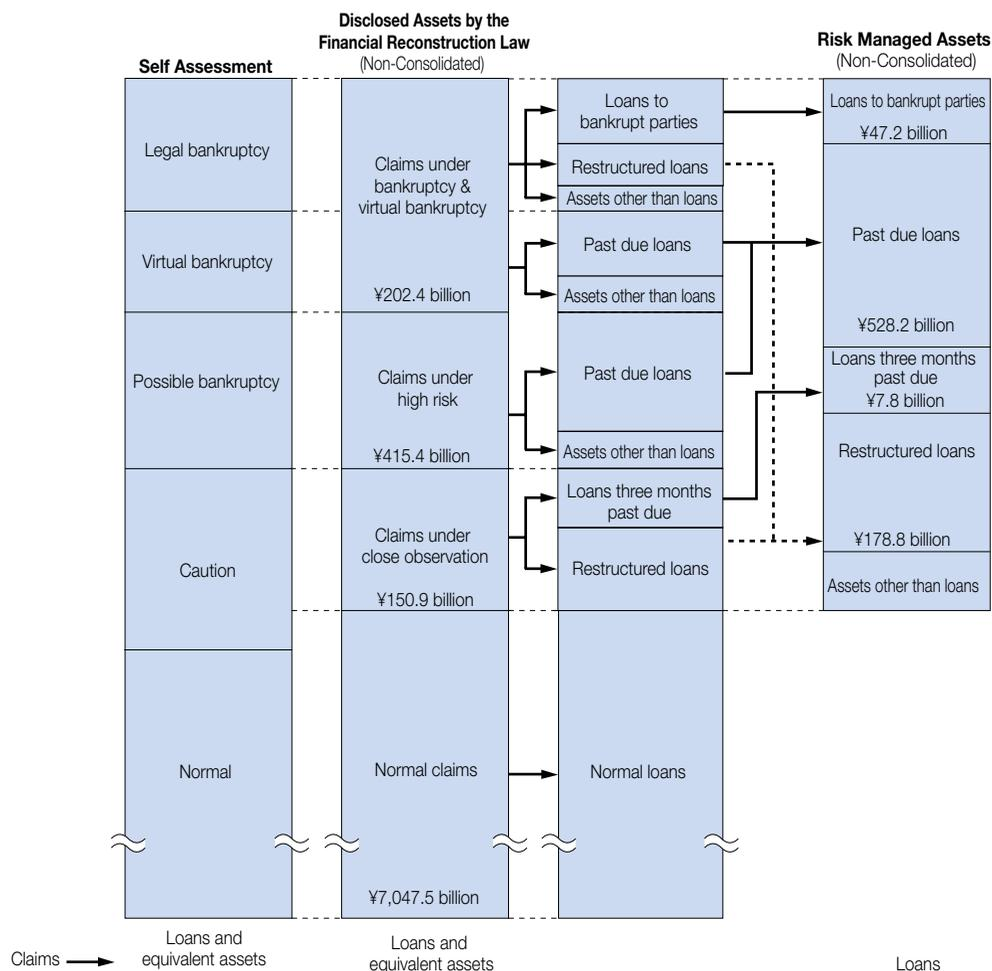 Self Assessment
Legal bankruptcy
Virtual bankruptcy
Possible bankruptcy
Caution
Normal
Loans and
equivalent assets
Claims
Disclosed Assets by the
Financial Reconstruction Law
(Non-Consolidated)
Claims under
bankruptcy &
virtual bankruptcy
¥202.4 billion
Claims under
high risk
¥415.4 billion
Claims under
close observation
¥150.9 billion
Normal claims
¥7,047.5 billion
Loans and
equivalent assets
Loans to
bankrupt parties
Restructured loans
Assets other than loans
Past due loans
Assets other than loans
Past due loans
Assets other than loans
Loans three months
past due
Restructured loans
Normal loans
Risk Managed Assets
(Non-Consolidated)
Loans to bankrupt parties
¥47.2 billion
Past due loans
¥528.2 billion
Loans three months
past due
¥7.8 billion
Restructured loans
¥178.8 billion
Assets other than loans
Loans